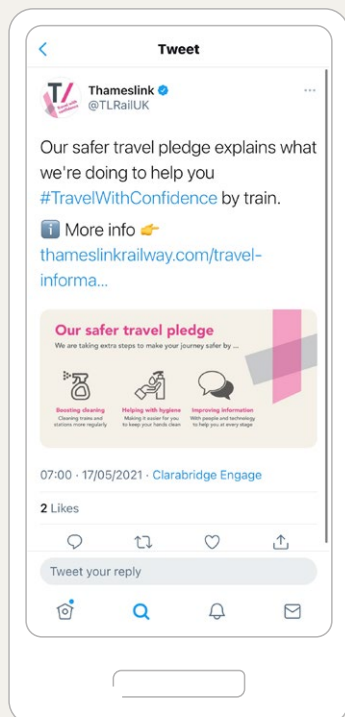 Tweet
Thameslink
@TLRailUK
Our safer travel pledge explains what
we're doing to help you
#TravelWithConfidence by train.
More info
thameslinkrailway.com/travel-
informa...
Our safer travel pledge
We are taking extra steps to make your journey safer by ...
Boosting cleaning
Cleaning trains and
stations more regularly
Helping with hygiene
Making it easier for you
to keep your hands clean
Improving information
With people and technology
to help you at every stage
07:00 · 17/05/2021 · Clarabridge Engage
2 Likes
Tweet your reply